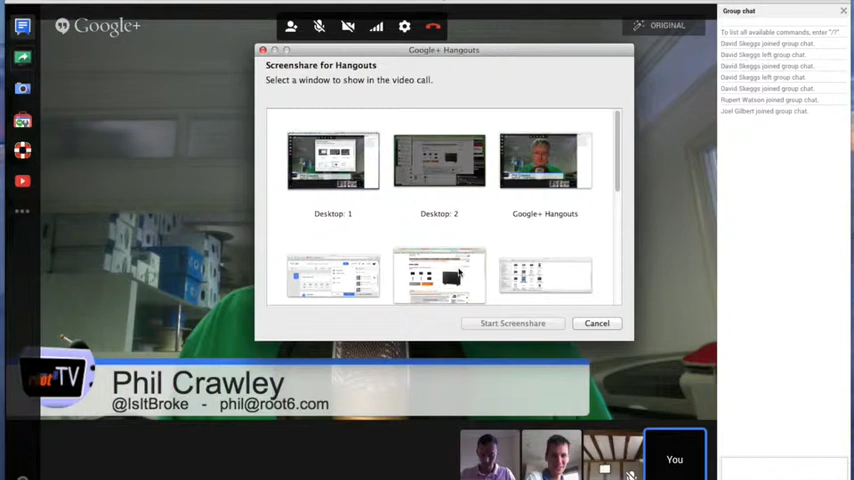 Google+
ORIGINAL
Google+ Hangouts
Screenshare for Hangouts
Select a window to show in the video call.
Desktop: 1
Desktop: 2
Google+ Hangouts
Start Screenshare
Cancel
Group chat
To list all available commands, enter "/?"
David Skeggs joined group chat.
David Skeggs left group chat.
David Skeggs joined group chat.
David Skeggs left group chat.
David Skeggs joined group chat.
Rupert Watson joined group chat.
Joel Gilbert joined group chat.
root TV
Phil Crawley
@IsItBroke - phil@root6.com
You